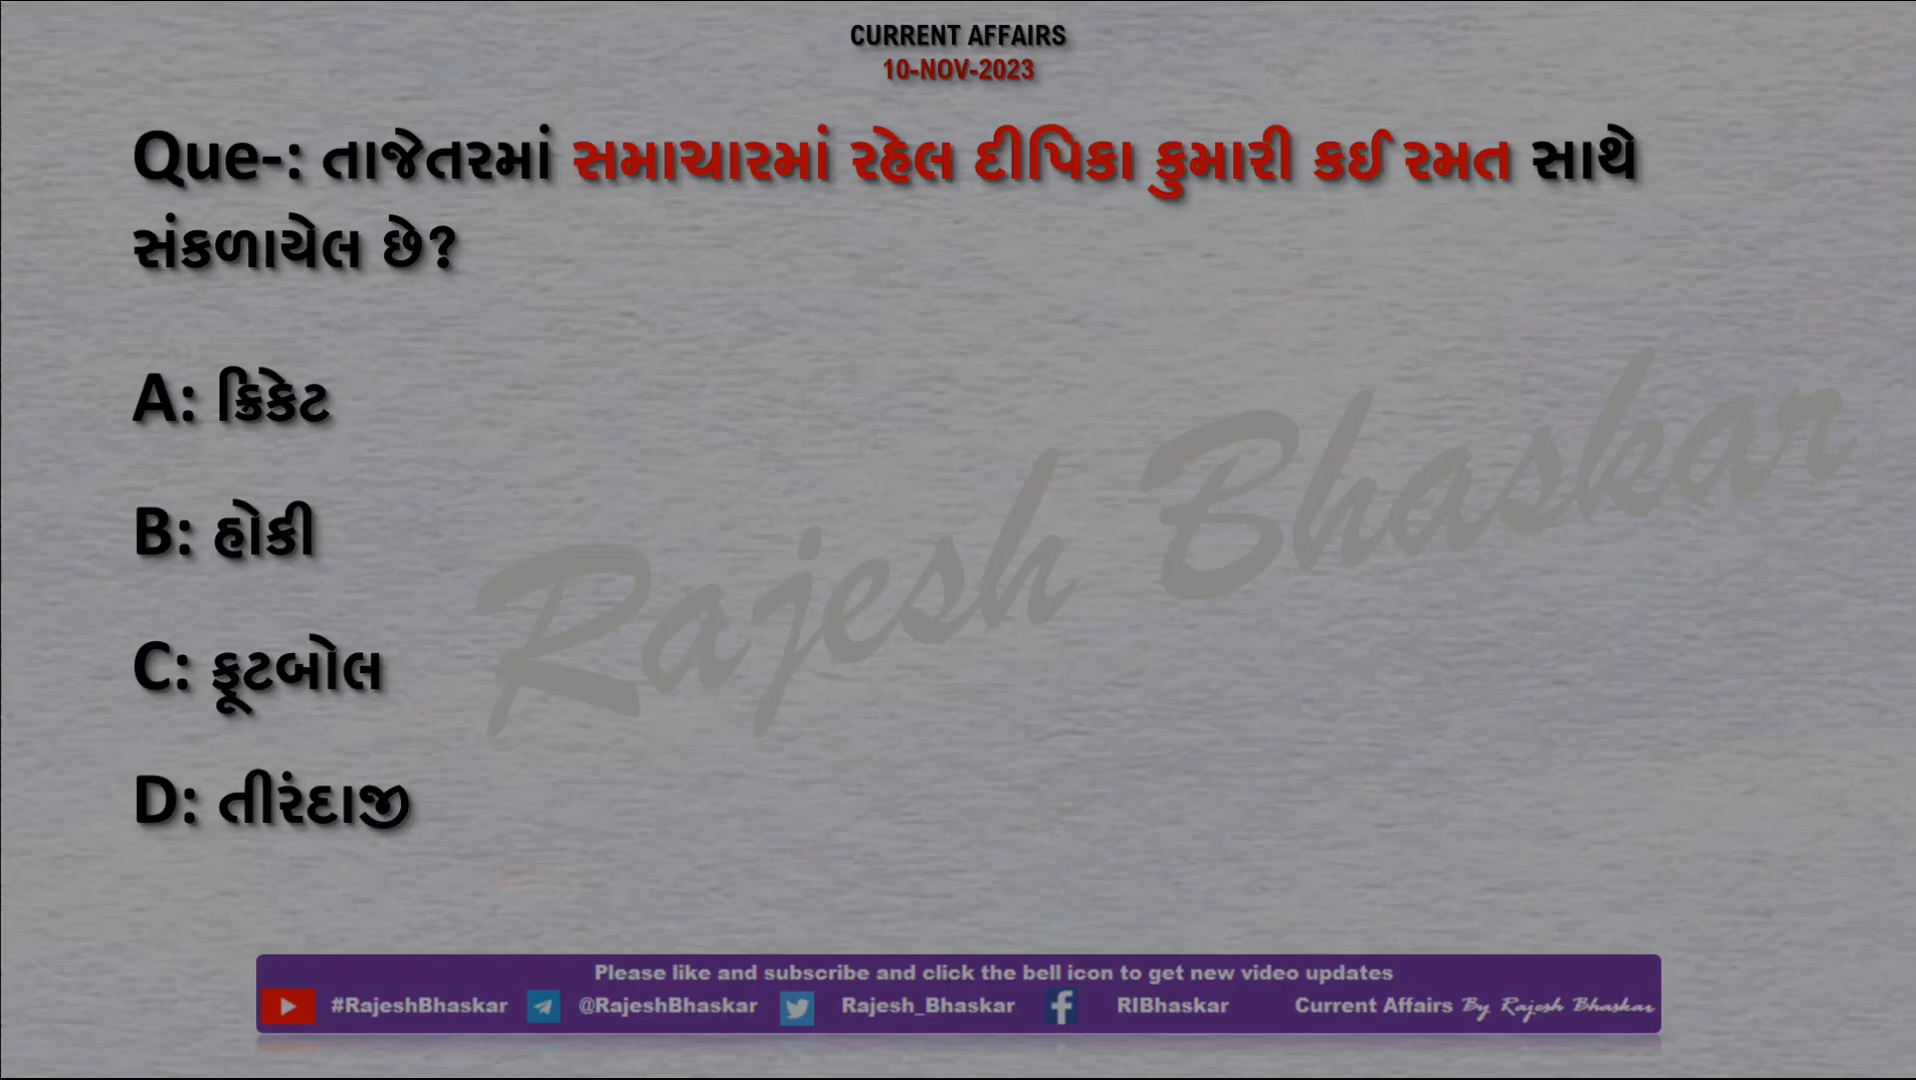 CURRENT AFFAIRS
10-NOV-2023
Que-: તાજેતરમાં સમાચારમાં રહેલ દીપિકા કુમારી કઈ રમત સાથે
સંકળાયેલ છે?
A: ક્રિકેટ
B: હોકી
C: ફૂટબોલ
D: તીરંદાજી
Rajesh Bhaskar
Please like and subscribe and click the bell icon to get new video updates
#RajeshBhaskar @RajeshBhaskar Rajesh_Bhaskar RIBhaskar Current Affairs By Rajesh Bhaskar